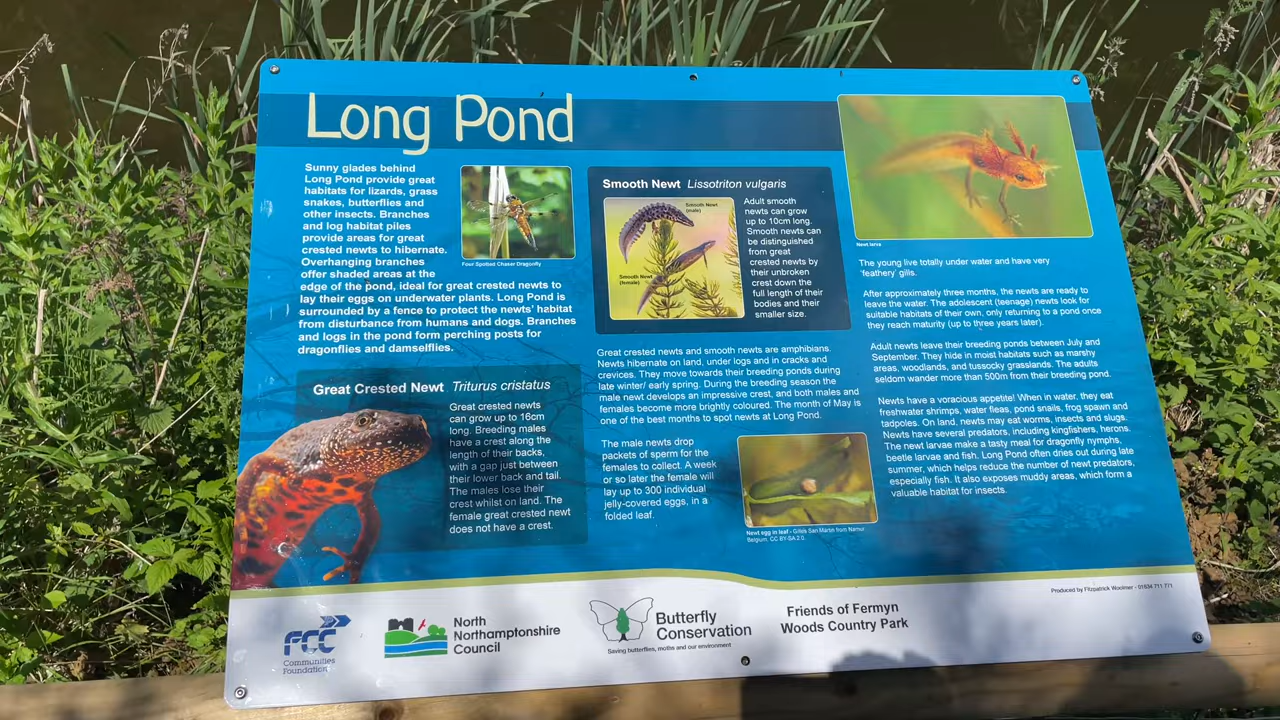 Long Pond
Sunny glades behind
Long Pond provide great
habitats for lizards, grass
snakes, butterflies and
other insects. Branches
and log habitat piles
provide areas for great
crested newts to hibernate.
Overhanging branches
offer shaded areas at the
edge of the pond, ideal for great crested newts to
lay their eggs on underwater plants. Long Pond is
surrounded by a fence to protect the newts' habitat
from disturbance from humans and dogs. Branches
and logs in the pond form perching posts for
dragonflies and damselflies.
Four Spotted Chaser Dragonfly
Great Crested Newt Triturus cristatus
Great crested newts
can grow up to 16cm
long. Breeding males
have a crest along the
length of their backs,
with a gap just between
their lower back and tail.
The males lose their
crest whilst on land. The
female great crested newt
does not have a crest.
Smooth Newt Lissotriton vulgaris
Smooth Newt
(male)
Smooth Newt
(female)
Adult smooth
newts can grow
up to 10cm long.
Smooth newts can
be distinguished
from great
crested newts by
their unbroken
crest down the
full length of their
bodies and their
smaller size.
Great crested newts and smooth newts are amphibians.
Newts hibernate on land, under logs and in cracks and
crevices. They move towards their breeding ponds during
late winter/ early spring. During the breeding season the
male newt develops an impressive crest, and both males and
females become more brightly coloured. The month of May is
one of the best months to spot newts at Long Pond.
The male newts drop
packets of sperm for the
females to collect. A week
or so later the female will
lay up to 300 individual
jelly-covered eggs, in a
folded leaf.
Newt egg in leaf - Gilles San Martin from Namur
Belgium. CC BY-SA 2.0.
Newt larva
The young live totally under water and have very
'feathery' gills.
After approximately three months, the newts are ready to
leave the water. The adolescent (teenage) newts look for
suitable habitats of their own, only returning to a pond once
they reach maturity (up to three years later).
Adult newts leave their breeding ponds between July and
September. They hide in moist habitats such as marshy
areas, woodlands, and tussocky grasslands. The adults
seldom wander more than 500m from their breeding pond.
Newts have a voracious appetite! When in water, they eat
freshwater shrimps, water fleas, pond snails, frog spawn and
tadpoles. On land, newts may eat worms, insects and slugs.
Newts have several predators, including kingfishers, herons.
The newt larvae make a tasty meal for dragonfly nymphs,
beetle larvae and fish. Long Pond often dries out during late
summer, which helps reduce the number of newt predators,
especially fish. It also exposes muddy areas, which form a
valuable habitat for insects.
Produced by Fitzpatrick Woolmer - 01634 711 771
FCC
Communities
Foundation
North
Northamptonshire
Council
Butterfly
Conservation
Saving butterflies, moths and our environment
Friends of Fermyn
Woods Country Park